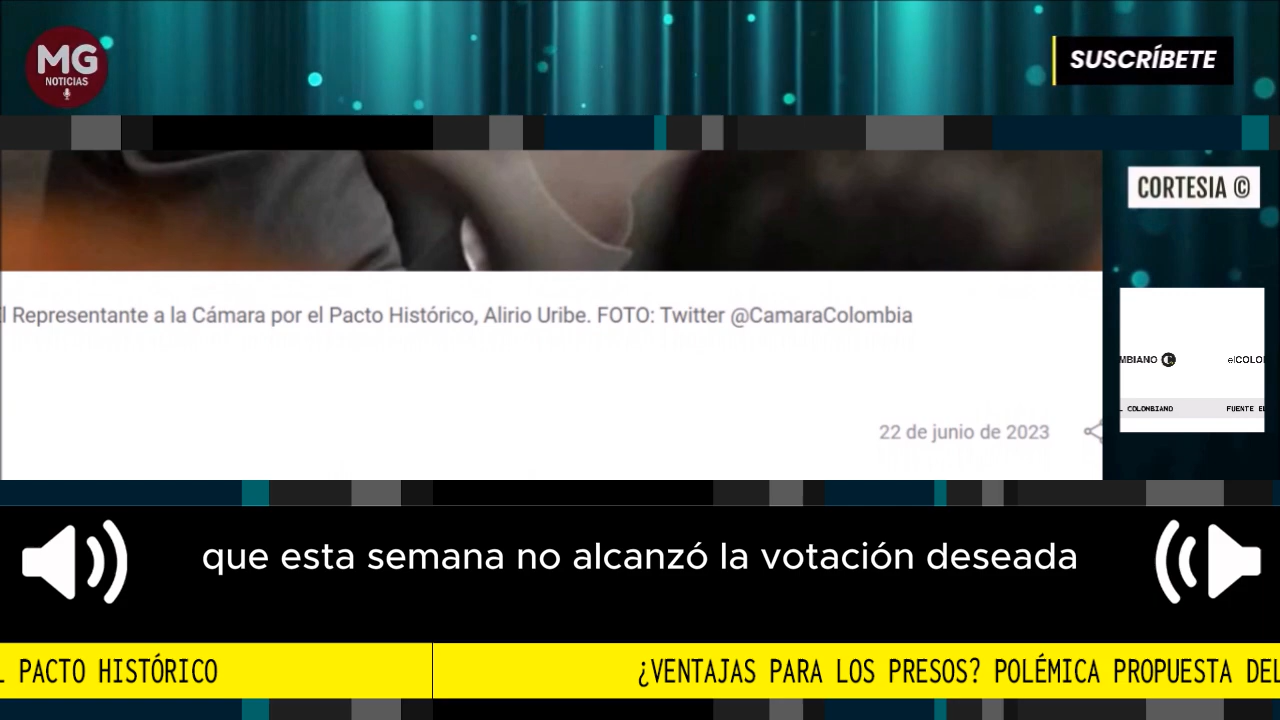 MG
NOTICIAS
SUSCRÍBETE
CORTESIA ©
l Representante a la Cámara por el Pacto Histórico, Alirio Uribe. FOTO: Twitter @CamaraColombia
MBIANO
elCOLO
L COLOMBIANO
FUENTE E
22 de junio de 2023
que esta semana no alcanzó la votación deseada
L PACTO HISTÓRICO
¿VENTAJAS PARA LOS PRESOS? POLÉMICA PROPUESTA DEL